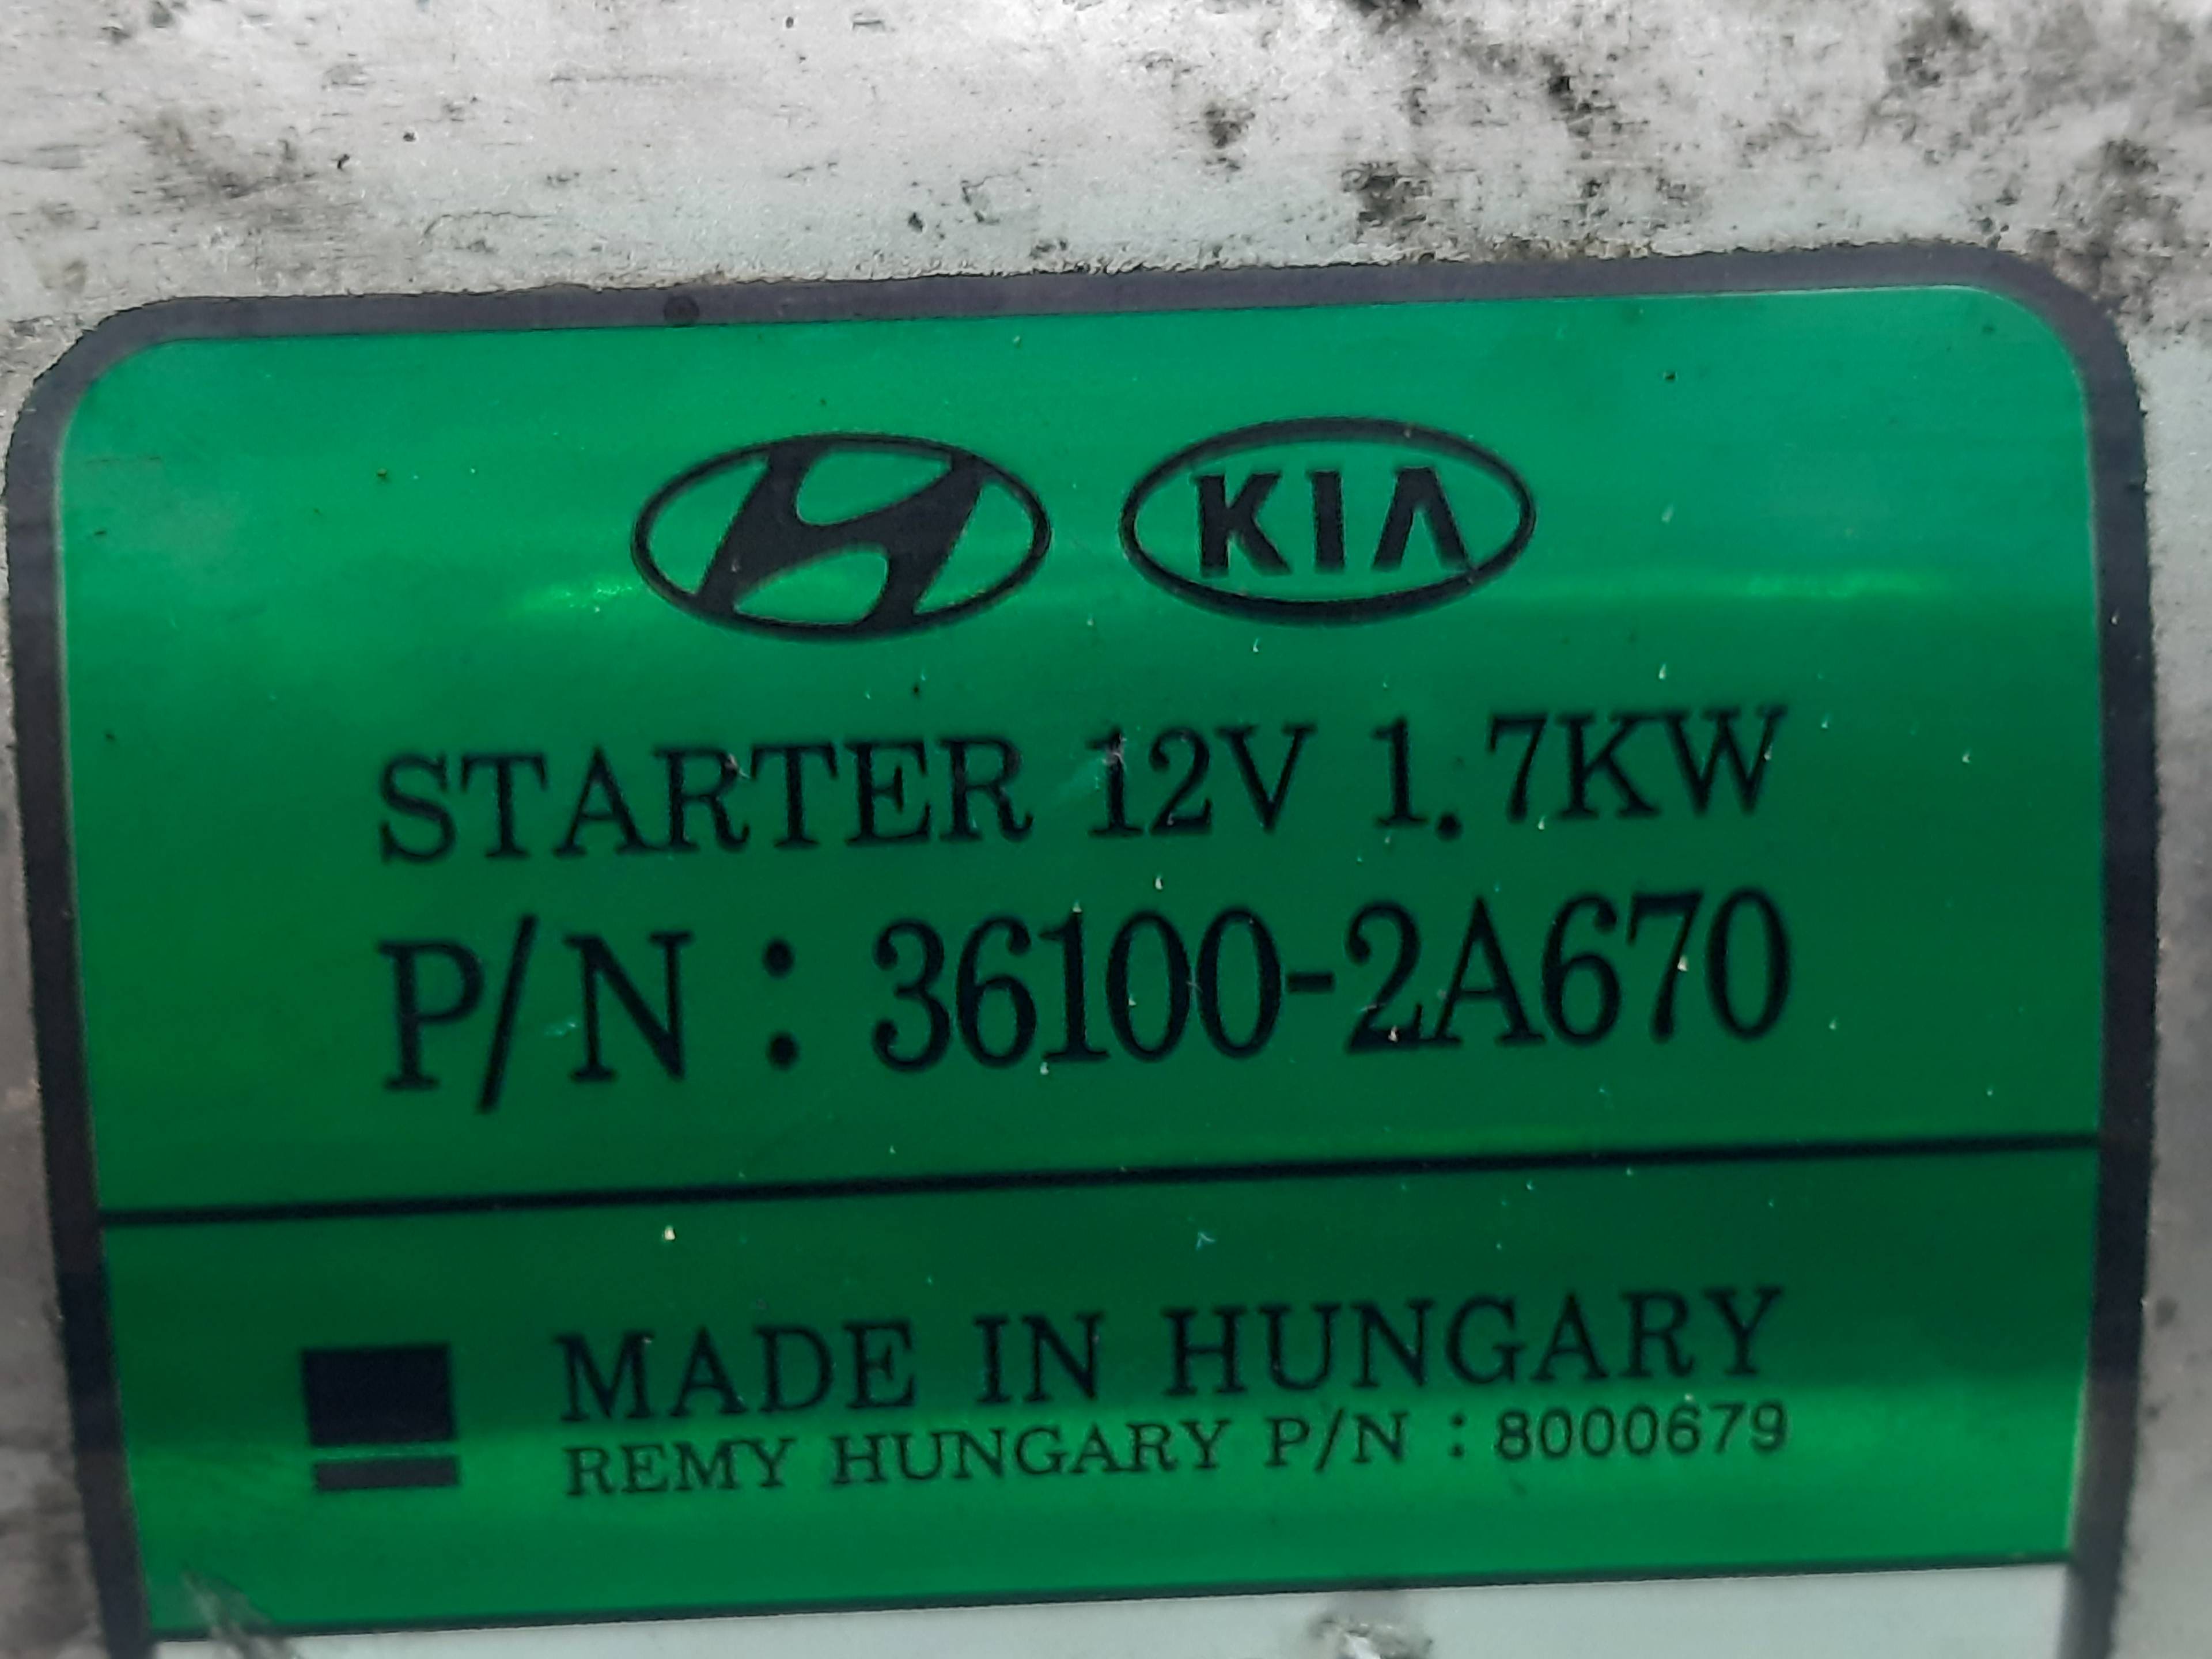 KIA
STARTER 12V 1.7KW
P/N : 36100-2A670
MADE IN HUNGARY
REMY HUNGARY P/N : 8000679